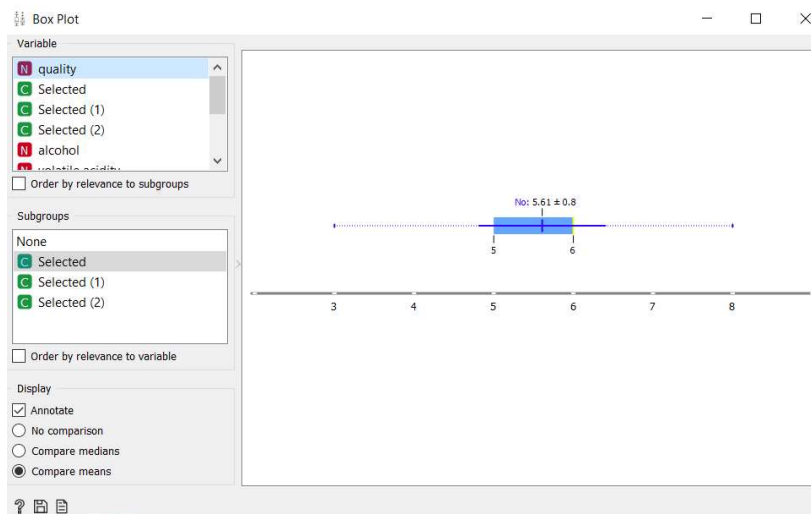 Box Plot
Variable
N quality
C Selected
C Selected (1)
C Selected (2)
N alcohol
N volatile acidity
Order by relevance to subgroups
Subgroups
None
C Selected
C Selected (1)
C Selected (2)
Order by relevance to variable
Display
Annotate
No comparison
Compare medians
Compare means
No: 5.61 ± 0.8
5 6
3 4 5 6 7 8
?